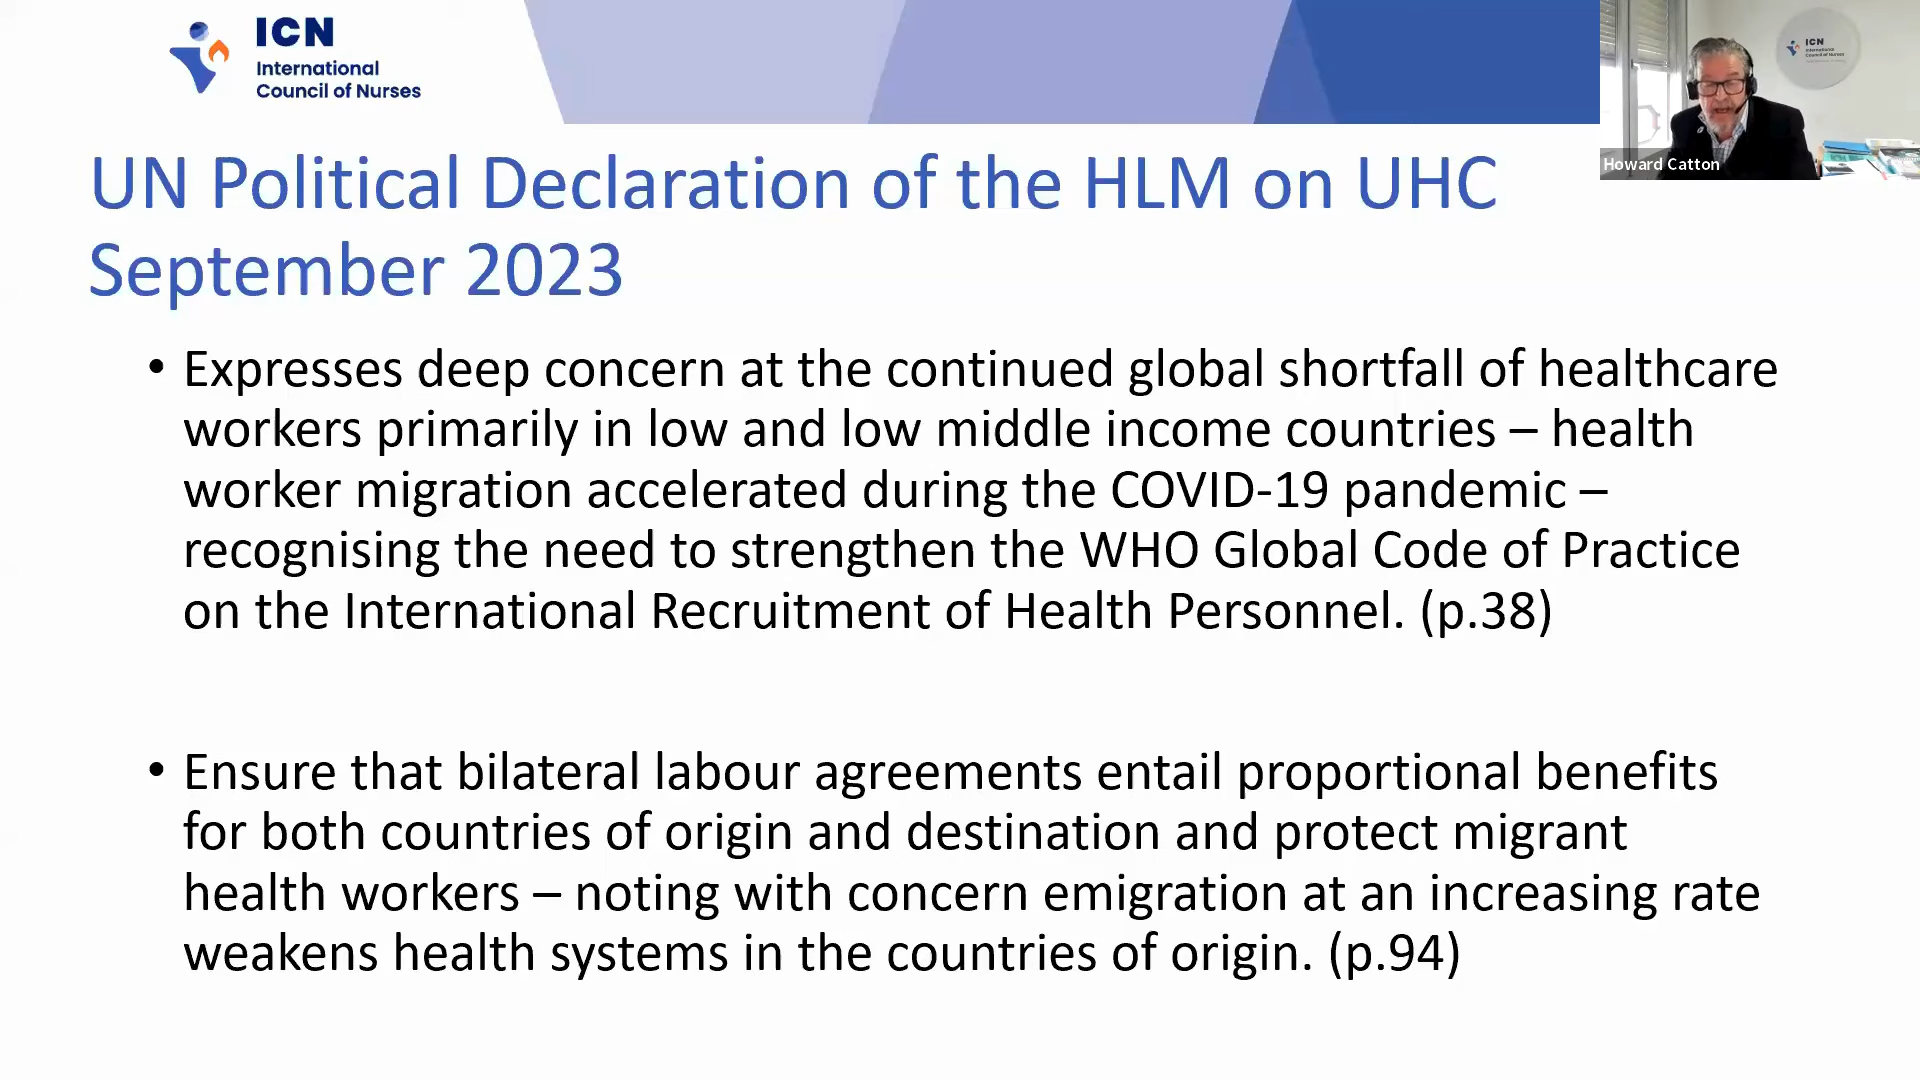 ICN
International
Council of Nurses
ICN
International
Council of Nurses
Howard Catton
UN Political Declaration of the HLM on UHC
September 2023
• Expresses deep concern at the continued global shortfall of healthcare
workers primarily in low and low middle income countries – health
worker migration accelerated during the COVID-19 pandemic –
recognising the need to strengthen the WHO Global Code of Practice
on the International Recruitment of Health Personnel. (p.38)
• Ensure that bilateral labour agreements entail proportional benefits
for both countries of origin and destination and protect migrant
health workers – noting with concern emigration at an increasing rate
weakens health systems in the countries of origin. (p.94)